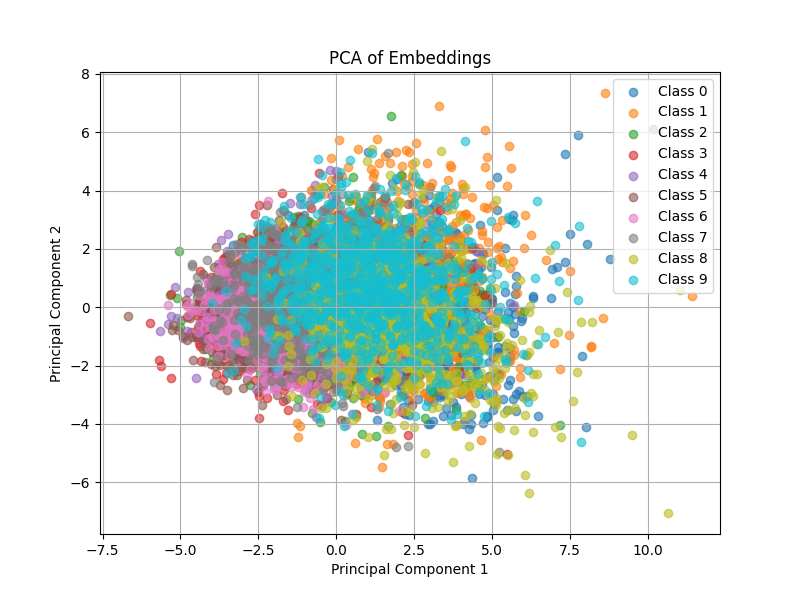 PCA of Embeddings
Class 0
Class 1
Class 2
Class 3
Class 4
Class 5
Class 6
Class 7
Class 8
Class 9
8
6
4
2
0
−2
−4
−6
Principal Component 2
−7.5 −5.0 −2.5 0.0 2.5 5.0 7.5 10.0
Principal Component 1